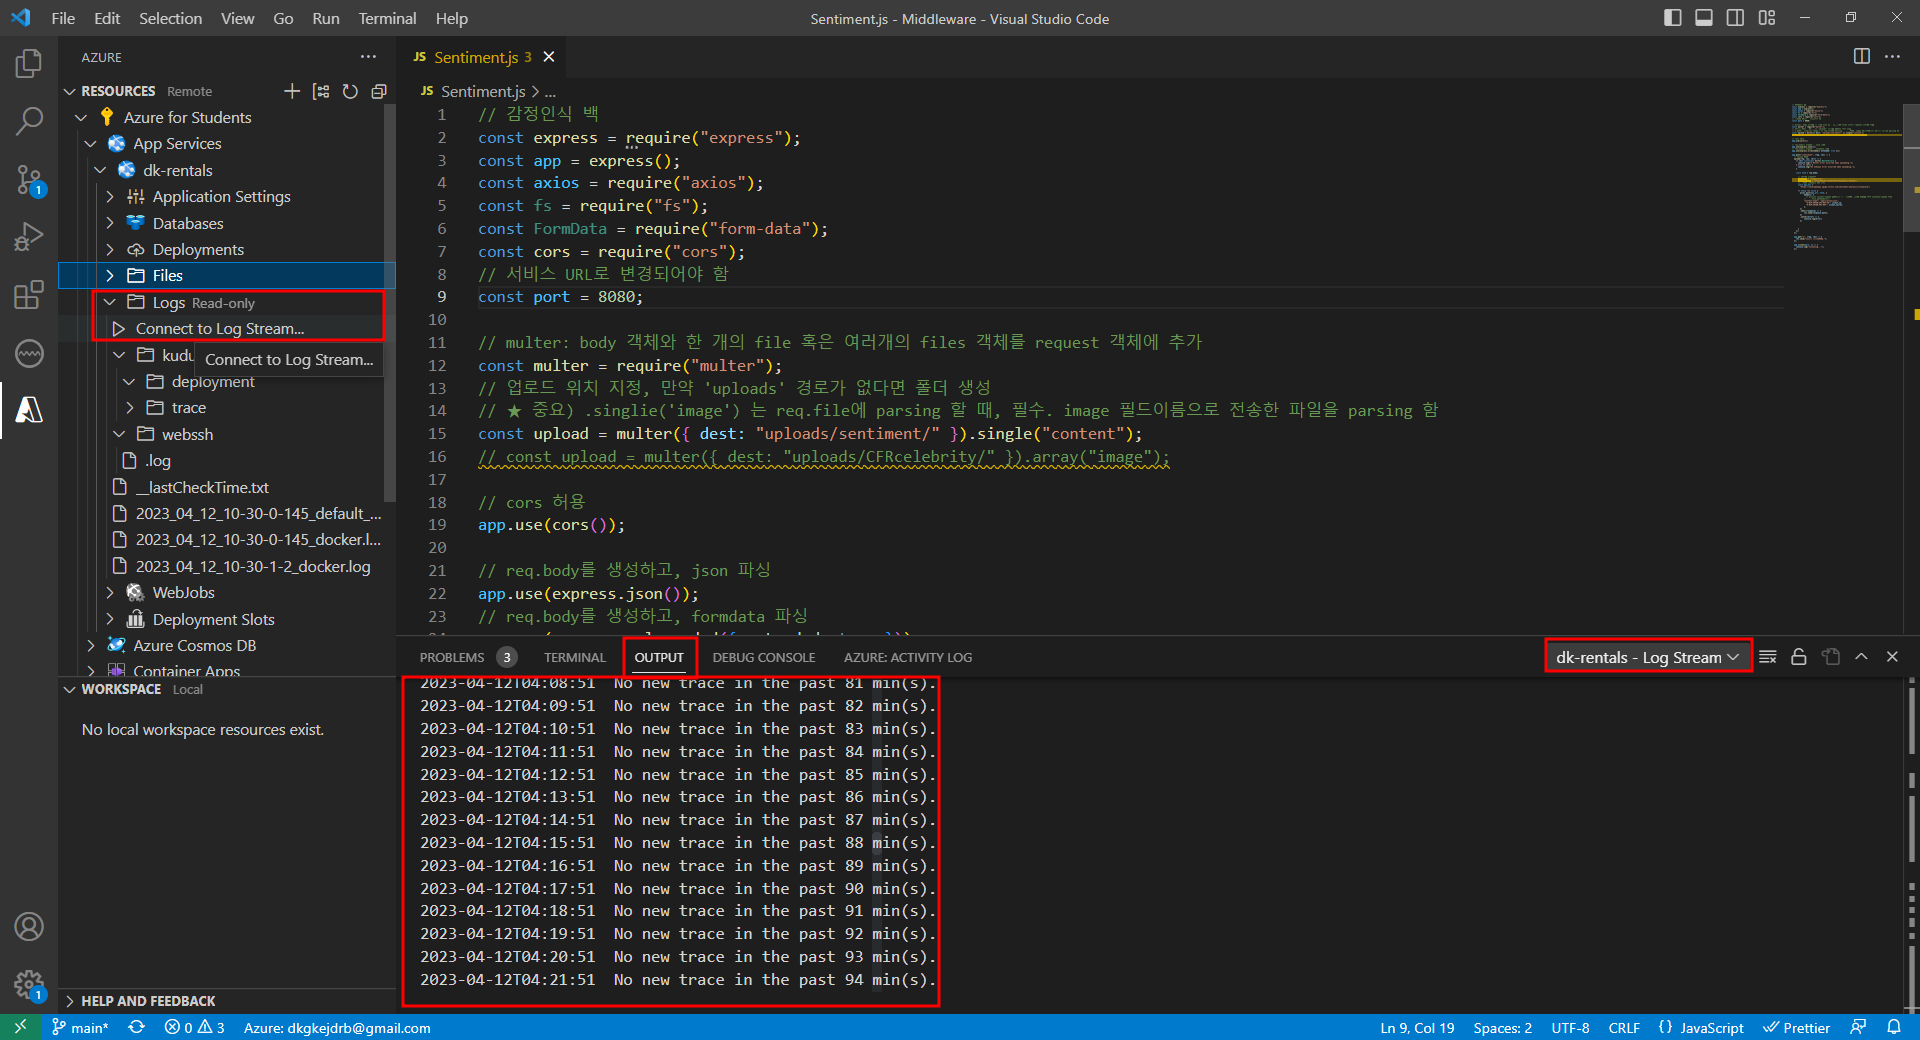 File Edit Selection View Go Run Terminal Help
Sentiment.js - Middleware - Visual Studio Code
AZURE
RESOURCES Remote
Azure for Students
App Services
dk-rentals
Application Settings
Databases
Deployments
Files
Logs Read-only
Connect to Log Stream...
kudu
Connect to Log Stream...
deployment
trace
webssh
.log
__lastCheckTime.txt
2023_04_12_10-30-0-145_default_...
2023_04_12_10-30-0-145_docker.l...
2023_04_12_10-30-1-2_docker.log
WebJobs
Deployment Slots
Azure Cosmos DB
Container Apps
WORKSPACE Local
No local workspace resources exist.
HELP AND FEEDBACK
1
1
JS Sentiment.js 3
JS Sentiment.js > ...
1 // 감정인식 백
2 const express = require("express");
3 const app = express();
4 const axios = require("axios");
5 const fs = require("fs");
6 const FormData = require("form-data");
7 const cors = require("cors");
8 // 서비스 URL로 변경되어야 함
9 const port = 8080;
10
11 // multer: body 객체와 한 개의 file 혹은 여러개의 files 객체를 request 객체에 추가
12 const multer = require("multer");
13 // 업로드 위치 지정, 만약 'uploads' 경로가 없다면 폴더 생성
14 // ★ 중요) .singlie('image') 는 req.file에 parsing 할 때, 필수. image 필드이름으로 전송한 파일을 parsing 함
15 const upload = multer({ dest: "uploads/sentiment/" }).single("content");
16 // const upload = multer({ dest: "uploads/CFRcelebrity/" }).array("image");
17
18 // cors 허용
19 app.use(cors());
20
21 // req.body를 생성하고, json 파싱
22 app.use(express.json());
23 // req.body를 생성하고, formdata 파싱
PROBLEMS 3 TERMINAL OUTPUT DEBUG CONSOLE AZURE: ACTIVITY LOG
dk-rentals - Log Stream
2023-04-12T04:08:51 No new trace in the past 81 min(s).
2023-04-12T04:09:51 No new trace in the past 82 min(s).
2023-04-12T04:10:51 No new trace in the past 83 min(s).
2023-04-12T04:11:51 No new trace in the past 84 min(s).
2023-04-12T04:12:51 No new trace in the past 85 min(s).
2023-04-12T04:13:51 No new trace in the past 86 min(s).
2023-04-12T04:14:51 No new trace in the past 87 min(s).
2023-04-12T04:15:51 No new trace in the past 88 min(s).
2023-04-12T04:16:51 No new trace in the past 89 min(s).
2023-04-12T04:17:51 No new trace in the past 90 min(s).
2023-04-12T04:18:51 No new trace in the past 91 min(s).
2023-04-12T04:19:51 No new trace in the past 92 min(s).
2023-04-12T04:20:51 No new trace in the past 93 min(s).
2023-04-12T04:21:51 No new trace in the past 94 min(s).
main* 0 3 Azure: dkgkejdrb@gmail.com
Ln 9, Col 19 Spaces: 2 UTF-8 CRLF {} JavaScript Prettier